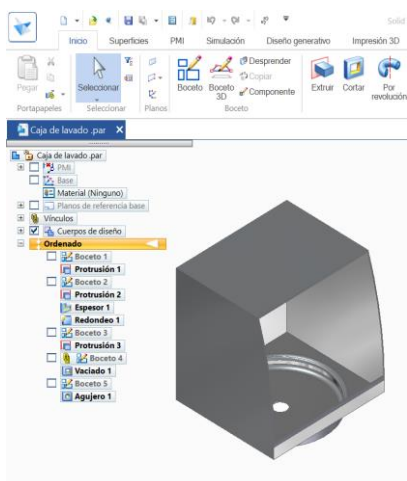 Solid
Inicio Superficies PMI Simulación Diseño generativo Impresión 3D
Pegar Seleccionar Boceto Boceto 3D Desprender Copiar Componente Extruir Cortar Por revolución
Portapapeles Seleccionar Planos Boceto
Caja de lavado .par X
Caja de lavado .par
PMI
Base
Material (Ninguno)
Planos de referencia base
Vínculos
Cuerpos de diseño
Ordenado
Boceto 1
Protrusión 1
Boceto 2
Protrusión 2
Espesor 1
Redondeo 1
Boceto 3
Protrusión 3
Boceto 4
Vaciado 1
Boceto 5
Agujero 1